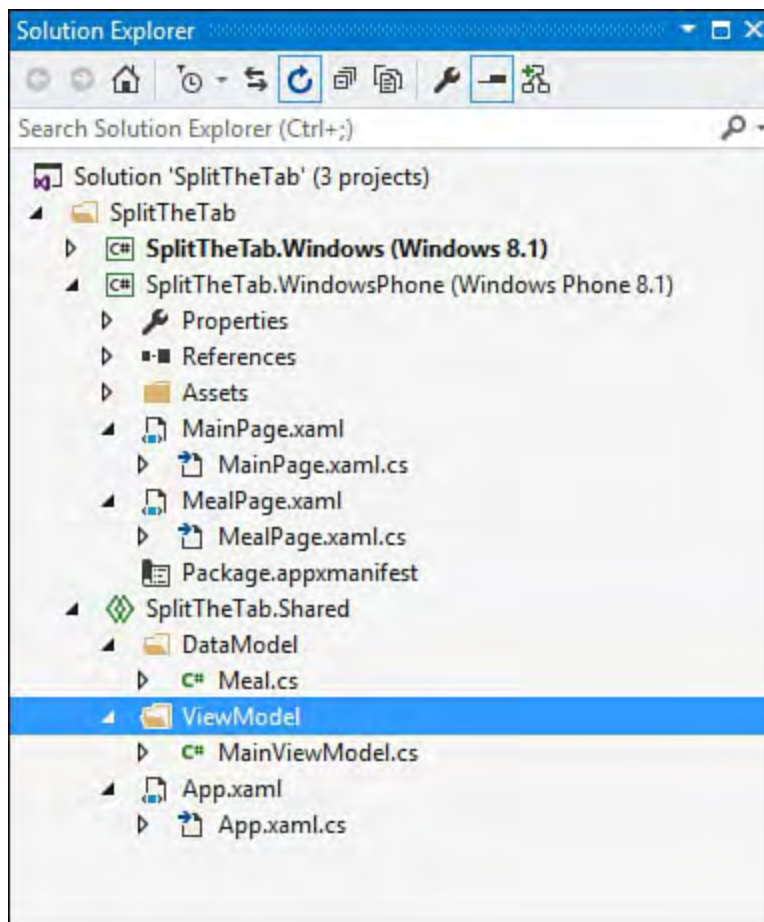 Solution Explorer
Search Solution Explorer (Ctrl+;)
Solution 'SplitTheTab' (3 projects)
SplitTheTab
C# SplitTheTab.Windows (Windows 8.1)
C# SplitTheTab.WindowsPhone (Windows Phone 8.1)
Properties
References
Assets
MainPage.xaml
MainPage.xaml.cs
MealPage.xaml
MealPage.xaml.cs
Package.appxmanifest
SplitTheTab.Shared
DataModel
C# Meal.cs
ViewModel
C# MainViewModel.cs
App.xaml
App.xaml.cs